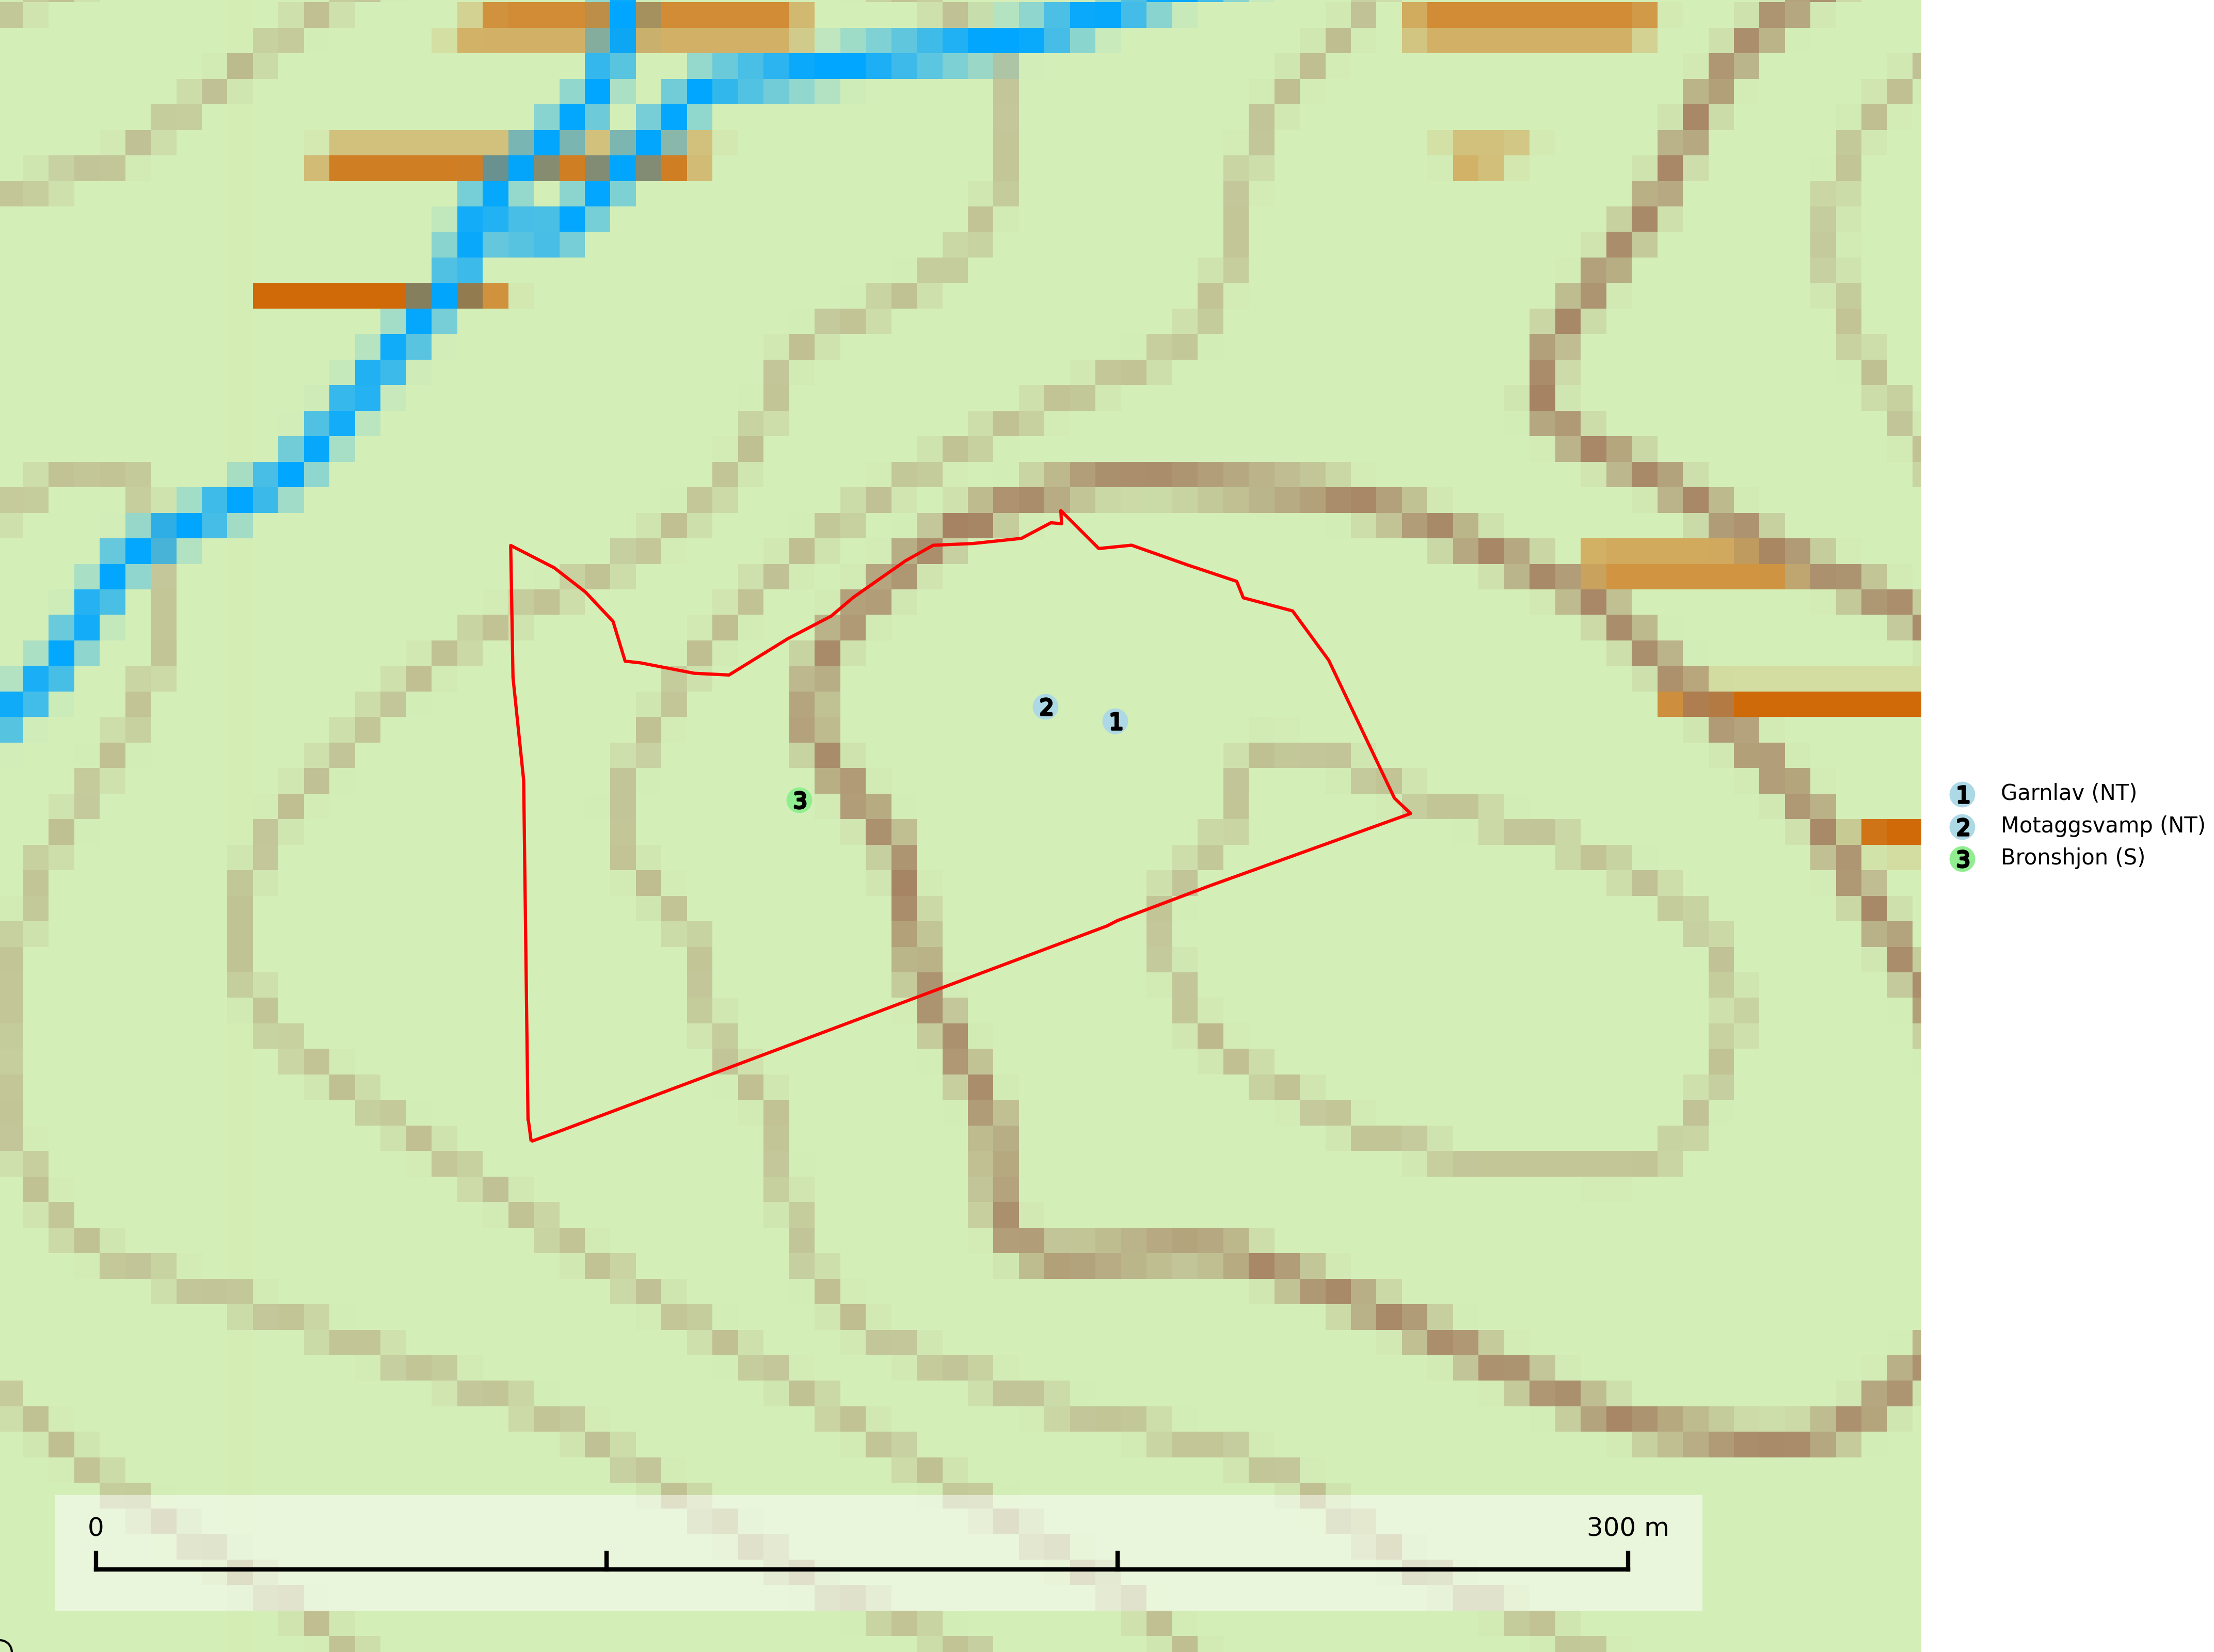 2
1
3
1 Garnlav (NT)
2 Motaggsvamp (NT)
3 Bronshjon (S)
0 300 m